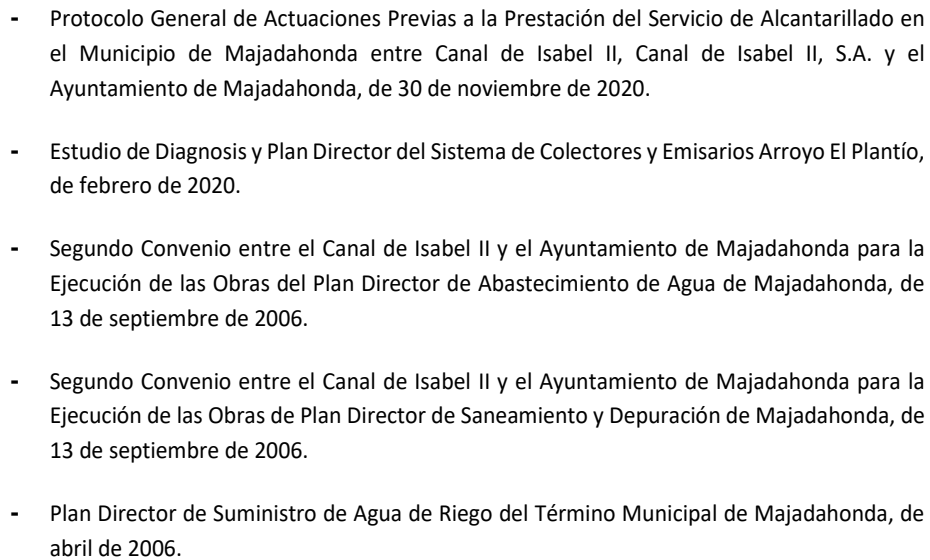 - Protocolo General de Actuaciones Previas a la Prestación del Servicio de Alcantarillado en
el Municipio de Majadahonda entre Canal de Isabel II, Canal de Isabel II, S.A. y el
Ayuntamiento de Majadahonda, de 30 de noviembre de 2020.
- Estudio de Diagnosis y Plan Director del Sistema de Colectores y Emisarios Arroyo El Plantío,
de febrero de 2020.
- Segundo Convenio entre el Canal de Isabel II y el Ayuntamiento de Majadahonda para la
Ejecución de las Obras del Plan Director de Abastecimiento de Agua de Majadahonda, de
13 de septiembre de 2006.
- Segundo Convenio entre el Canal de Isabel II y el Ayuntamiento de Majadahonda para la
Ejecución de las Obras de Plan Director de Saneamiento y Depuración de Majadahonda, de
13 de septiembre de 2006.
- Plan Director de Suministro de Agua de Riego del Término Municipal de Majadahonda, de
abril de 2006.